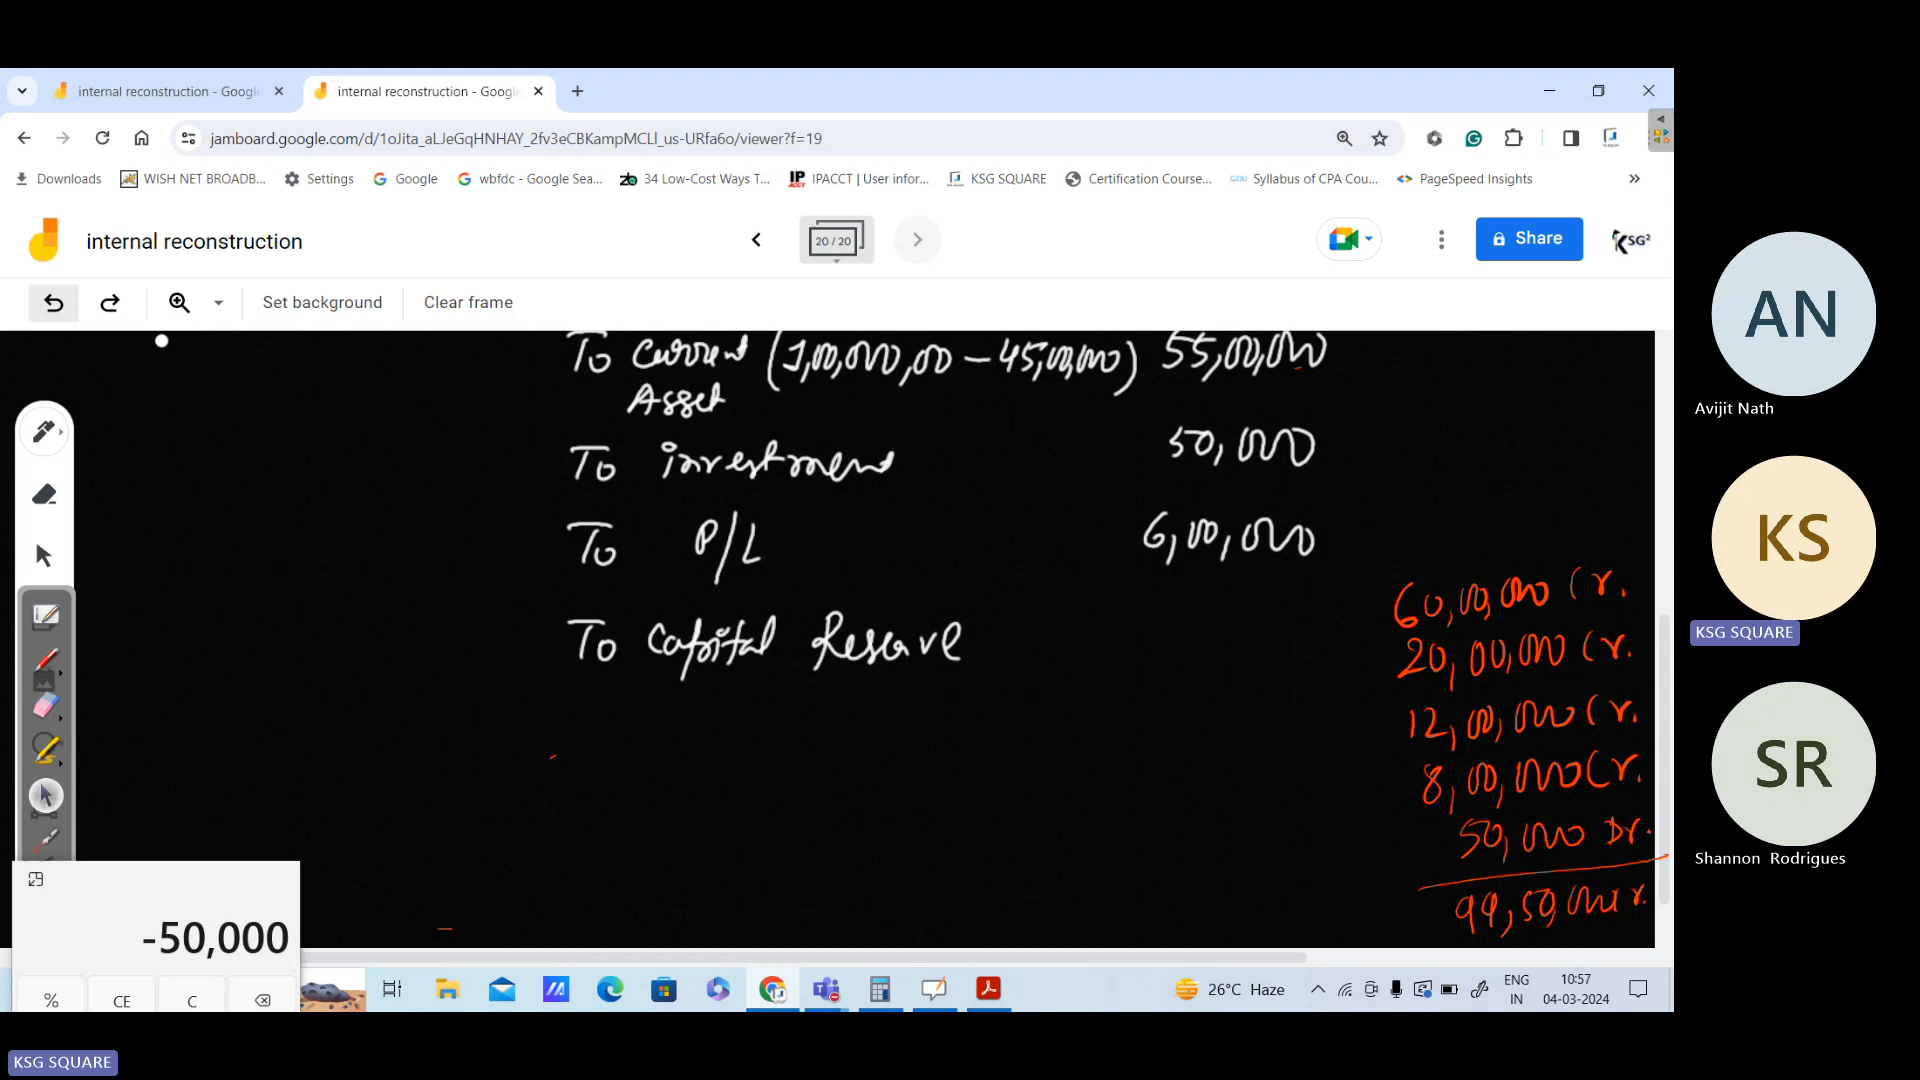 internal reconstruction - Googl
internal reconstruction - Google
jamboard.google.com/d/1oJita_aLJeGqHNHAY_2fv3eCBKampMCLl_us-URfa6o/viewer?f=19
Downloads WISH NET BROADB... Settings Google wbfdc - Google Sea... 34 Low-Cost Ways T... IPACCT | User infor... KSG SQUARE Certification Course... Syllabus of CPA Cou... PageSpeed Insights »
internal reconstruction
20 / 20
Share
KSG²
Set background Clear frame
To Current (1,00,000,00 – 45,00,000) 55,00,000
Asset
To investment 50,000
To P/L 6,00,000
To Capital Reserve
60,00,000 Cr.
20,00,000 Cr.
12,00,000 Cr.
8,00,000 Cr.
50,000 Dr.
99,50,000 Cr.
-50,000
% CE C
26°C Haze
ENG
IN
10:57
04-03-2024
AN
Avijit Nath
KS
KSG SQUARE
SR
Shannon Rodrigues
KSG SQUARE